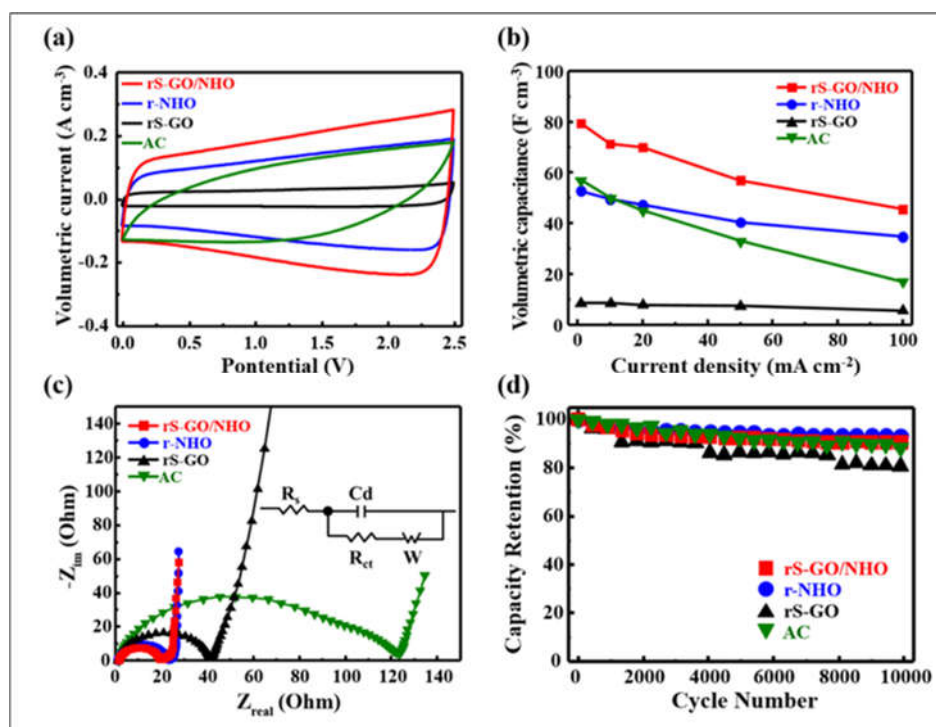 (a)
rS-GO/NHO
r-NHO
rS-GO
AC
Volumetric current (A cm⁻³)
0.4
0.2
0.0
-0.2
-0.4
0.0 0.5 1.0 1.5 2.0 2.5
Pontential (V)
(b)
rS-GO/NHO
r-NHO
rS-GO
AC
Volumetric capacitance (F cm⁻³)
100
80
60
40
20
0
0 20 40 60 80 100
Current density (mA cm⁻²)
(c)
rS-GO/NHO
r-NHO
rS-GO
AC
-Zim (Ohm)
140
120
100
80
60
40
20
0
Rs Cd
Rct W
0 20 40 60 80 100 120 140
Zreal (Ohm)
(d)
Capacity Retention (%)
100
80
60
40
20
0
rS-GO/NHO
r-NHO
rS-GO
AC
0 2000 4000 6000 8000 10000
Cycle Number